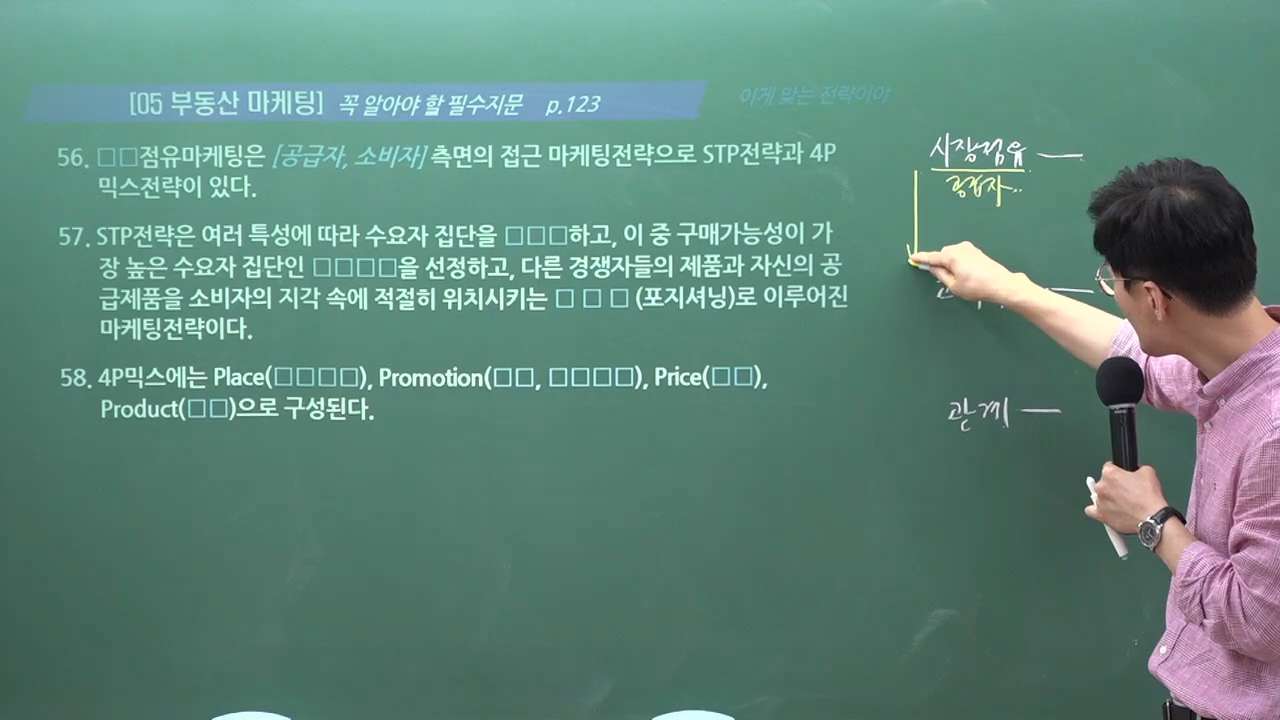 [05 부동산 마케팅] 꼭 알아야 할 필수지문 p.123
이게 맞는 전략이야
56. □□점유마케팅은 [공급자, 소비자] 측면의 접근 마케팅전략으로 STP전략과 4P
믹스전략이 있다.
57. STP전략은 여러 특성에 따라 수요자 집단을 □□□하고, 이 중 구매가능성이 가
장 높은 수요자 집단인 □□□□을 선정하고, 다른 경쟁자들의 제품과 자신의 공
급제품을 소비자의 지각 속에 적절히 위치시키는 □ □ □ (포지셔닝)로 이루어진
마케팅전략이다.
58. 4P믹스에는 Place(□□□□), Promotion(□□, □□□□), Price(□□),
Product(□□)으로 구성된다.
시장점유 —
공급자..
관계 —